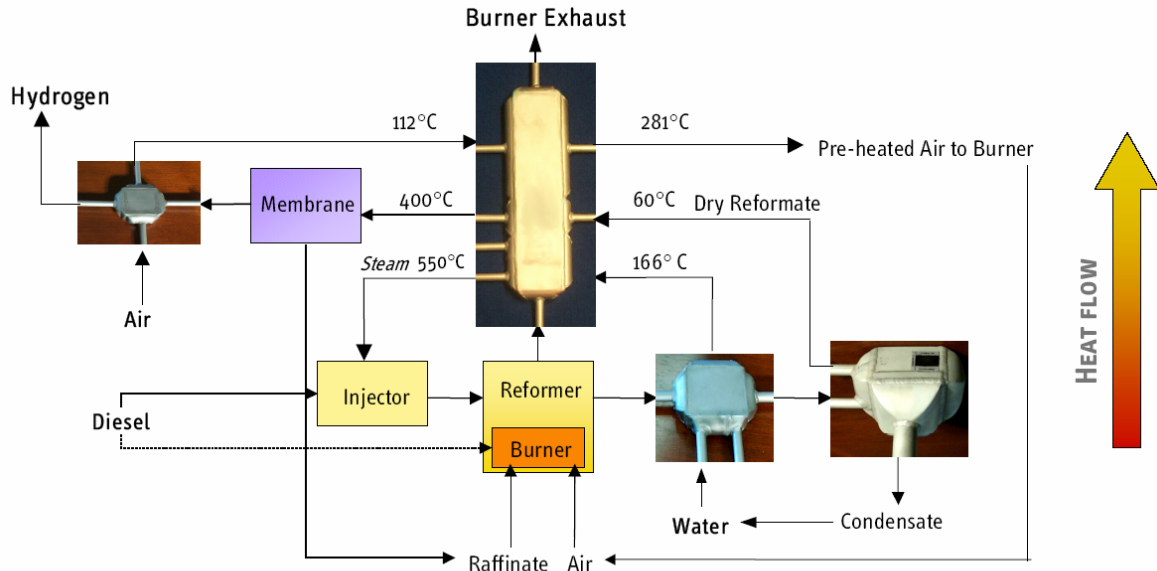 Burner Exhaust
Hydrogen
112°C
281°C
Pre-heated Air to Burner
Membrane
400°C
60°C
Dry Reformate
Steam 550°C
166° C
Air
HEAT FLOW
Injector
Reformer
Diesel
Burner
Water
Condensate
Raffinate
Air